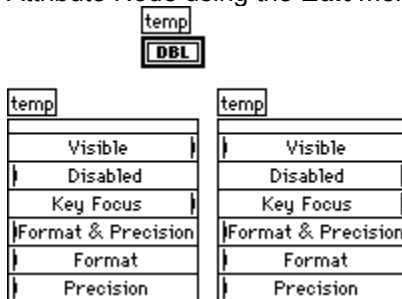 Attribute Node using the Edit
temp
DBL
temp
Visible
Disabled
Key Focus
Format & Precision
Format
Precision
temp
Visible
Disabled
Key Focus
Format & Precision
Format
Precision